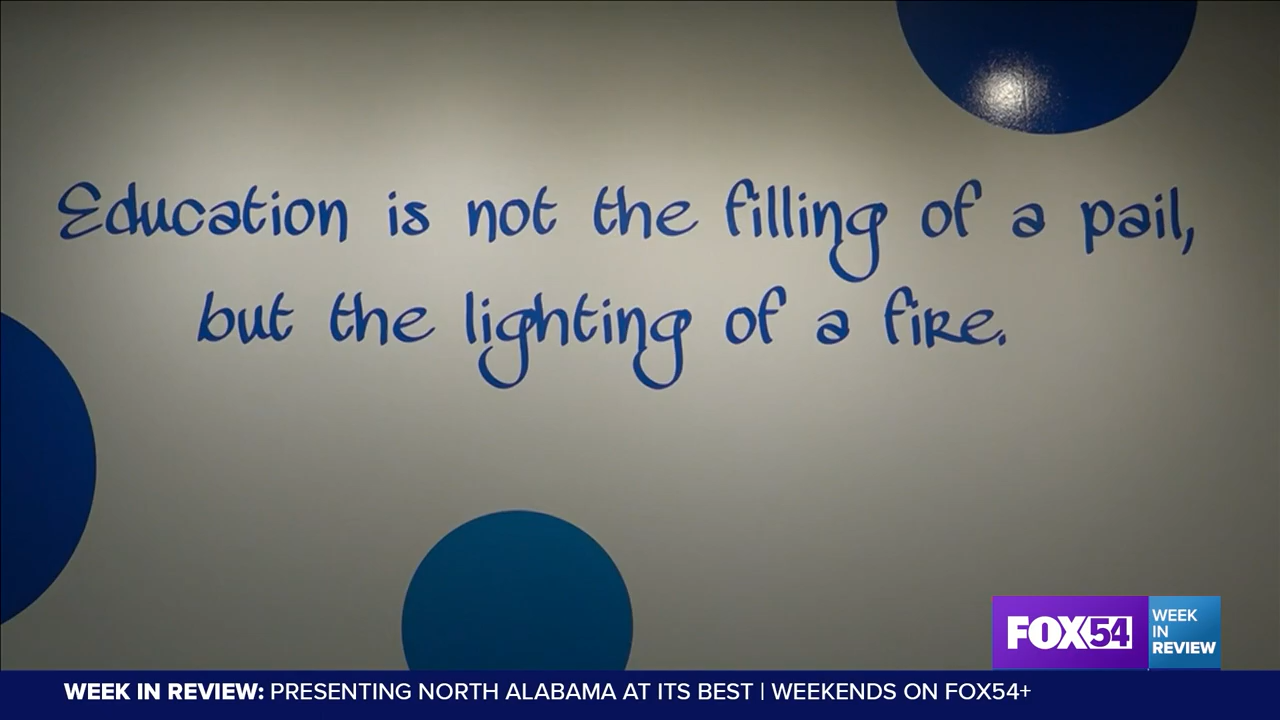 Education is not the filling of a pail,
but the lighting of a fire.
FOX54
WEEK
IN
REVIEW
WEEK IN REVIEW: PRESENTING NORTH ALABAMA AT ITS BEST | WEEKENDS ON FOX54+